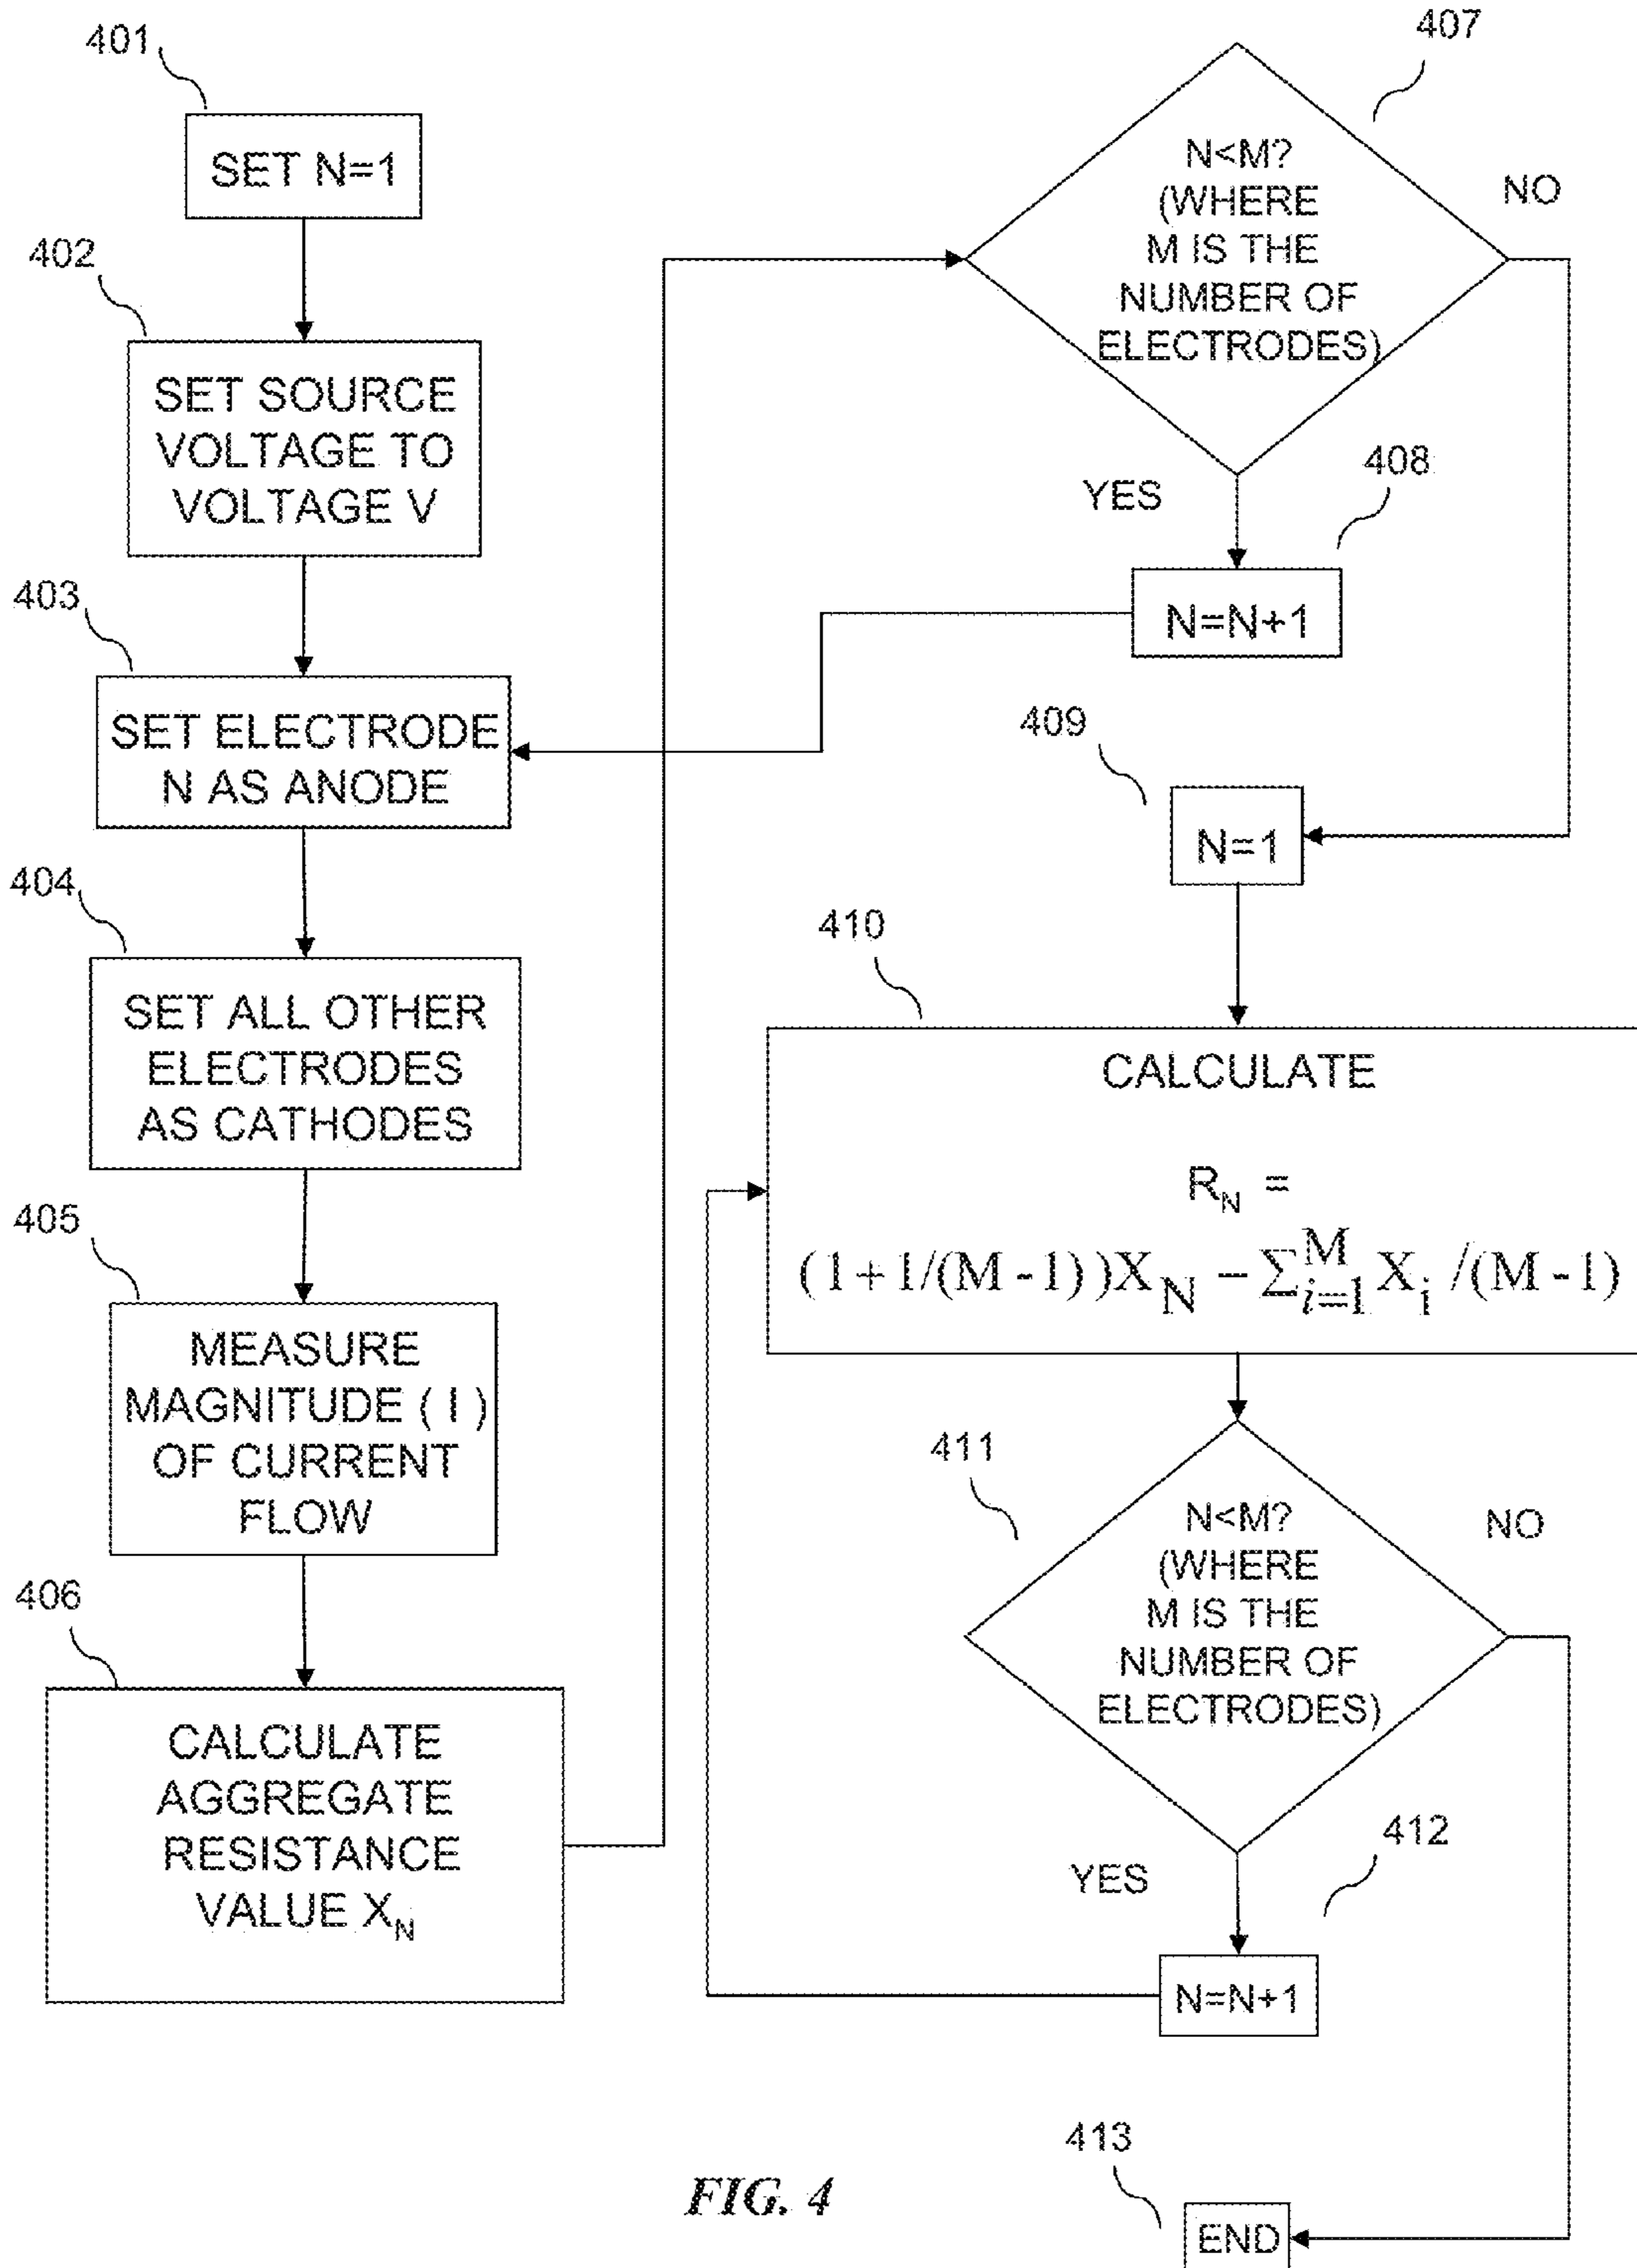 401
SET N=1
402
SET SOURCE
VOLTAGE TO
VOLTAGE V
403
SET ELECTRODE
N AS ANODE
404
SET ALL OTHER
ELECTRODES
AS CATHODES
405
MEASURE
MAGNITUDE ( I )
OF CURRENT
FLOW
406
CALCULATE
AGGREGATE
RESISTANCE
VALUE X_N
407
N<M?
(WHERE
M IS THE
NUMBER OF
ELECTRODES)
NO
YES
408
N=N+1
409
N=1
410
CALCULATE
R_N =
(1+1/(M-1))X_N - ∑_{i=1}^{M} X_i /(M-1)
411
N<M?
(WHERE
M IS THE
NUMBER OF
ELECTRODES)
NO
YES
412
N=N+1
413
END
FIG. 4